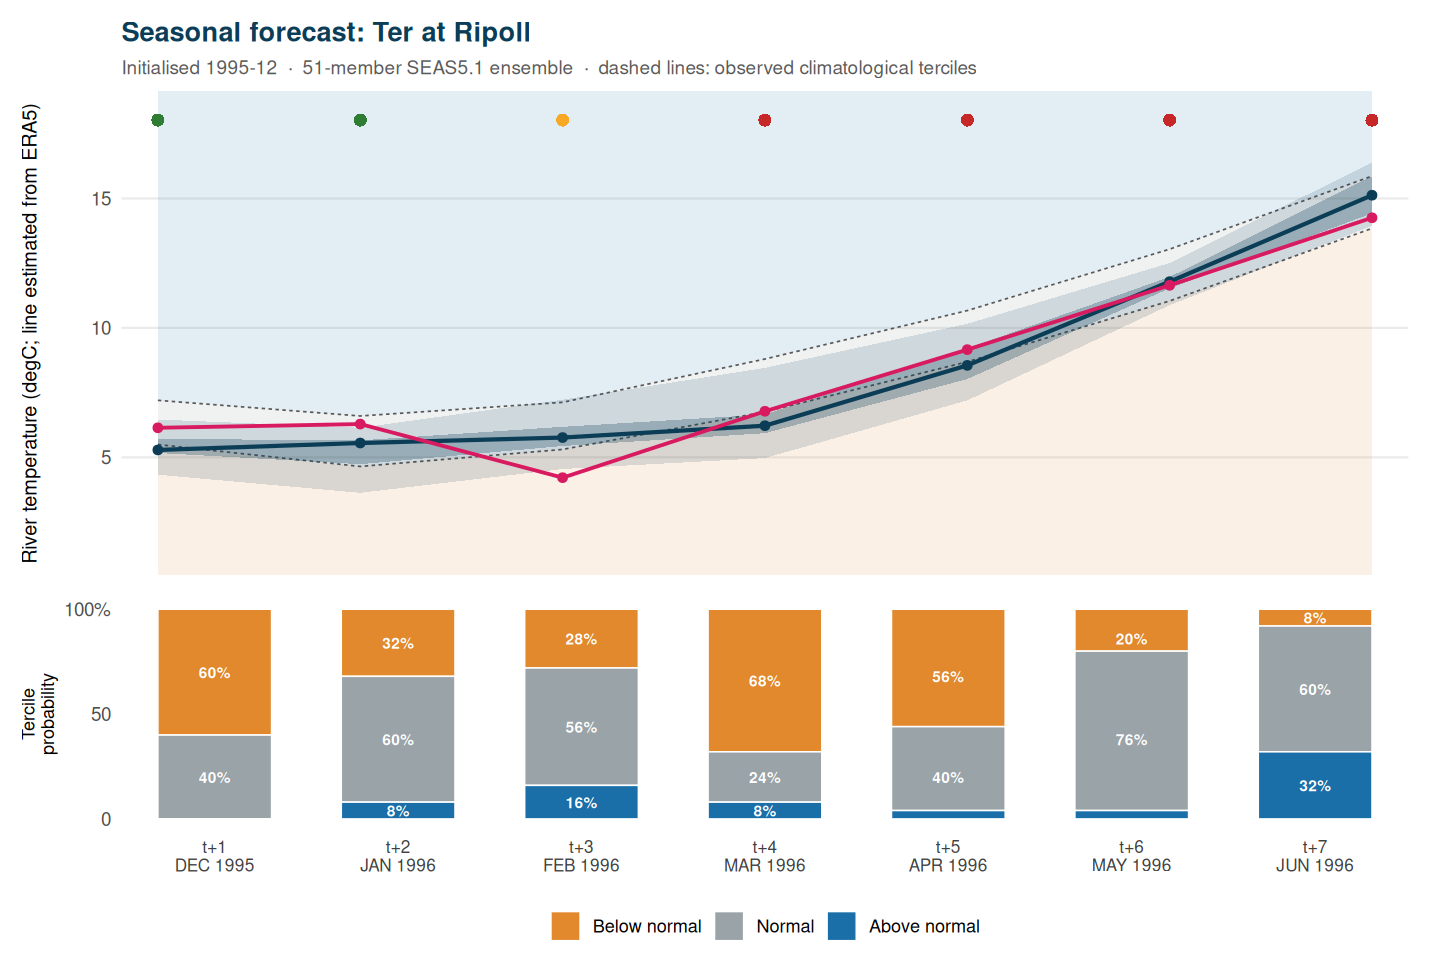 Seasonal forecast: Ter at Ripoll
Initialised 1995-12 · 51-member SEAS5.1 ensemble · dashed lines: observed climatological terciles
River temperature (degC; line estimated from ERA5)
15
10
5
Tercile
probability
100%
50
0
60%
40%
32%
60%
8%
28%
56%
16%
68%
24%
8%
56%
40%
20%
76%
8%
60%
32%
t+1
DEC 1995
t+2
JAN 1996
t+3
FEB 1996
t+4
MAR 1996
t+5
APR 1996
t+6
MAY 1996
t+7
JUN 1996
Below normal
Normal
Above normal